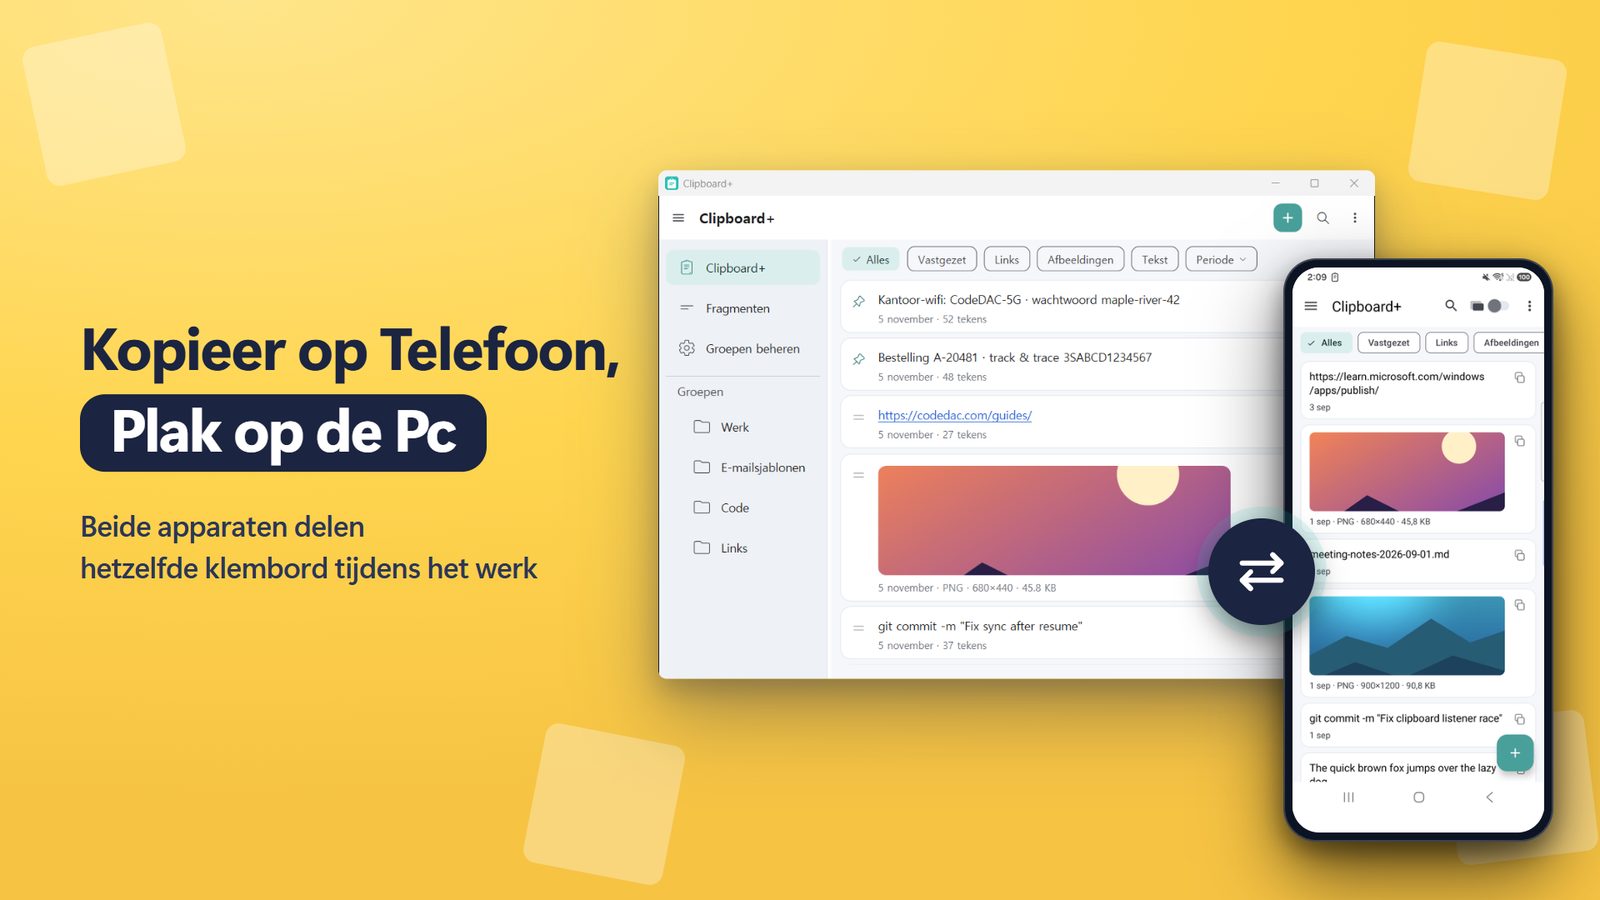 Kopieer op Telefoon,
Plak op de Pc
Beide apparaten delen
hetzelfde klembord tijdens het werk
Clipboard+
Clipboard+
Clipboard+
Fragmenten
Groepen beheren
Groepen
Werk
E-mailsjablonen
Code
Links
Alles
Vastgezet
Links
Afbeeldingen
Tekst
Periode
Kantoor-wifi: CodeDAC-5G · wachtwoord maple-river-42
5 november · 52 tekens
Bestelling A-20481 · track & trace 3SABCD1234567
5 november · 48 tekens
https://codedac.com/guides/
5 november · 27 tekens
5 november · PNG · 680×440 · 45.8 KB
git commit -m "Fix sync after resume"
5 november · 37 tekens
2:09
100
Clipboard+
Alles
Vastgezet
Links
Afbeeldingen
https://learn.microsoft.com/windows
/apps/publish/
3 sep
1 sep · PNG · 680×440 · 45,8 KB
meeting-notes-2026-09-01.md
sep
1 sep · PNG · 900×1200 · 90,8 KB
git commit -m "Fix clipboard listener race"
1 sep
The quick brown fox jumps over the lazy